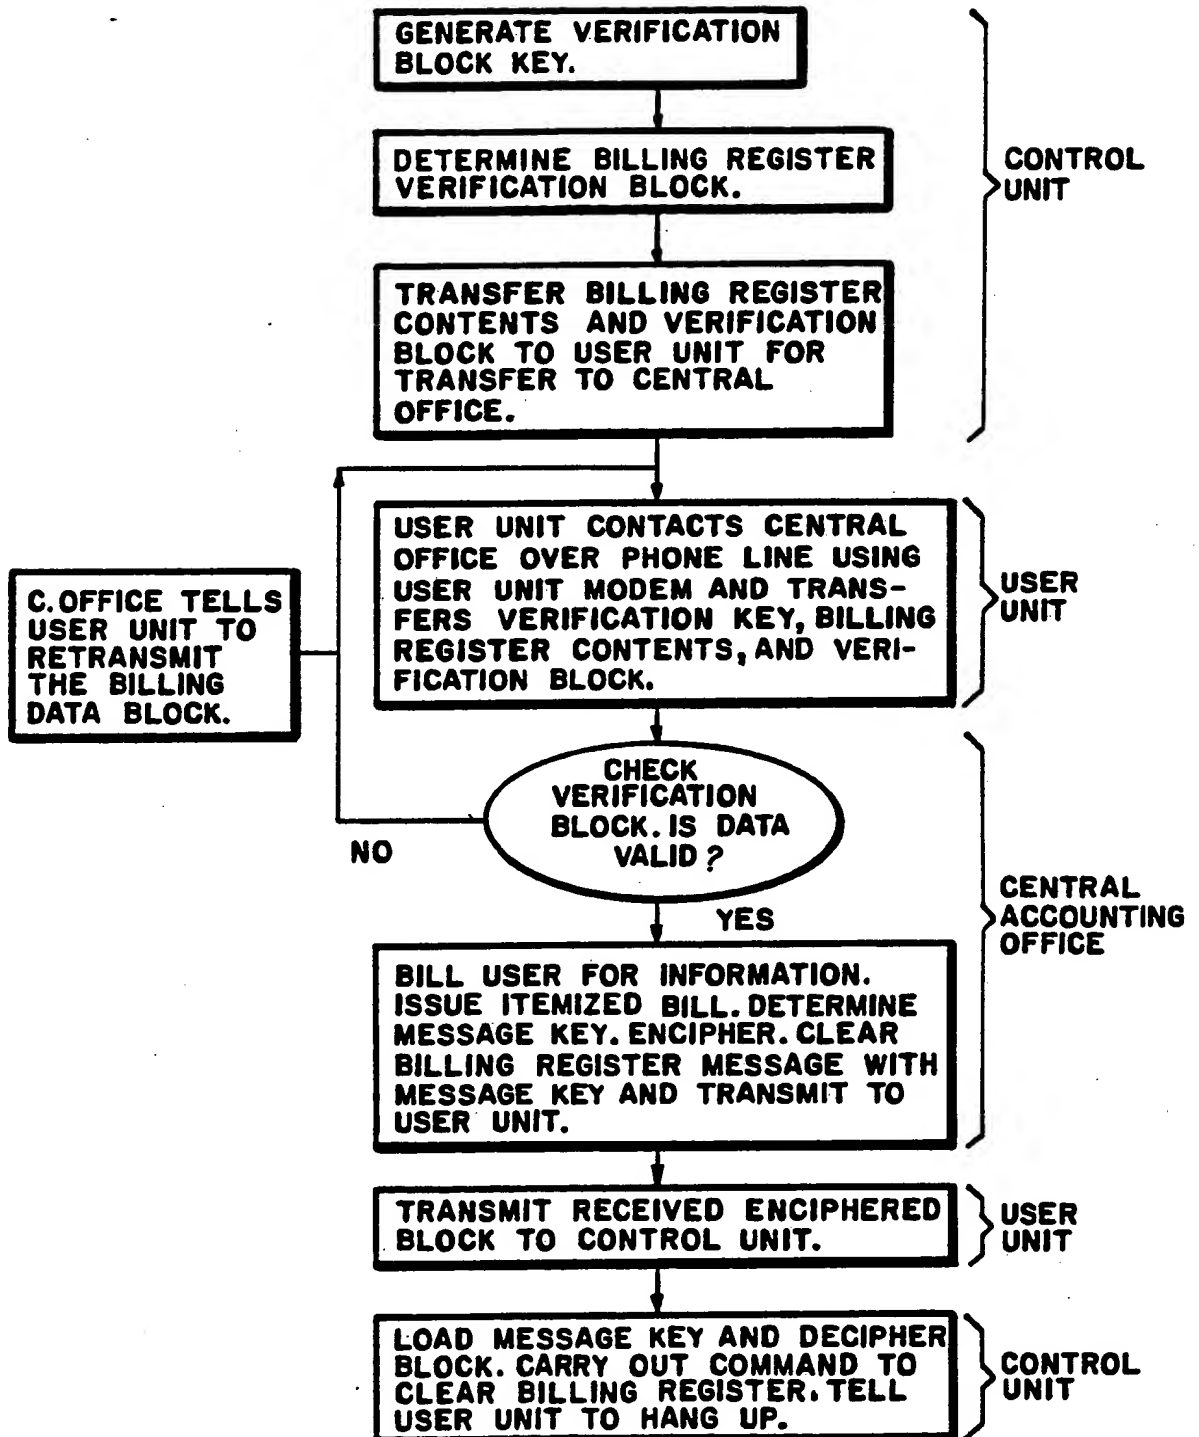 GENERATE VERIFICATION
BLOCK KEY.
DETERMINE BILLING REGISTER
VERIFICATION BLOCK.
TRANSFER BILLING REGISTER
CONTENTS AND VERIFICATION
BLOCK TO USER UNIT FOR
TRANSFER TO CENTRAL
OFFICE.
CONTROL
UNIT
USER UNIT CONTACTS CENTRAL
OFFICE OVER PHONE LINE USING
USER UNIT MODEM AND TRANS-
FERS VERIFICATION KEY, BILLING
REGISTER CONTENTS, AND VERI-
FICATION BLOCK.
USER
UNIT
C. OFFICE TELLS
USER UNIT TO
RETRANSMIT
THE BILLING
DATA BLOCK.
CHECK
VERIFICATION
BLOCK. IS DATA
VALID ?
NO
YES
BILL USER FOR INFORMATION.
ISSUE ITEMIZED BILL. DETERMINE
MESSAGE KEY. ENCIPHER. CLEAR
BILLING REGISTER MESSAGE WITH
MESSAGE KEY AND TRANSMIT TO
USER UNIT.
CENTRAL
ACCOUNTING
OFFICE
TRANSMIT RECEIVED ENCIPHERED
BLOCK TO CONTROL UNIT.
USER
UNIT
LOAD MESSAGE KEY AND DECIPHER
BLOCK. CARRY OUT COMMAND TO
CLEAR BILLING REGISTER. TELL
USER UNIT TO HANG UP.
CONTROL
UNIT